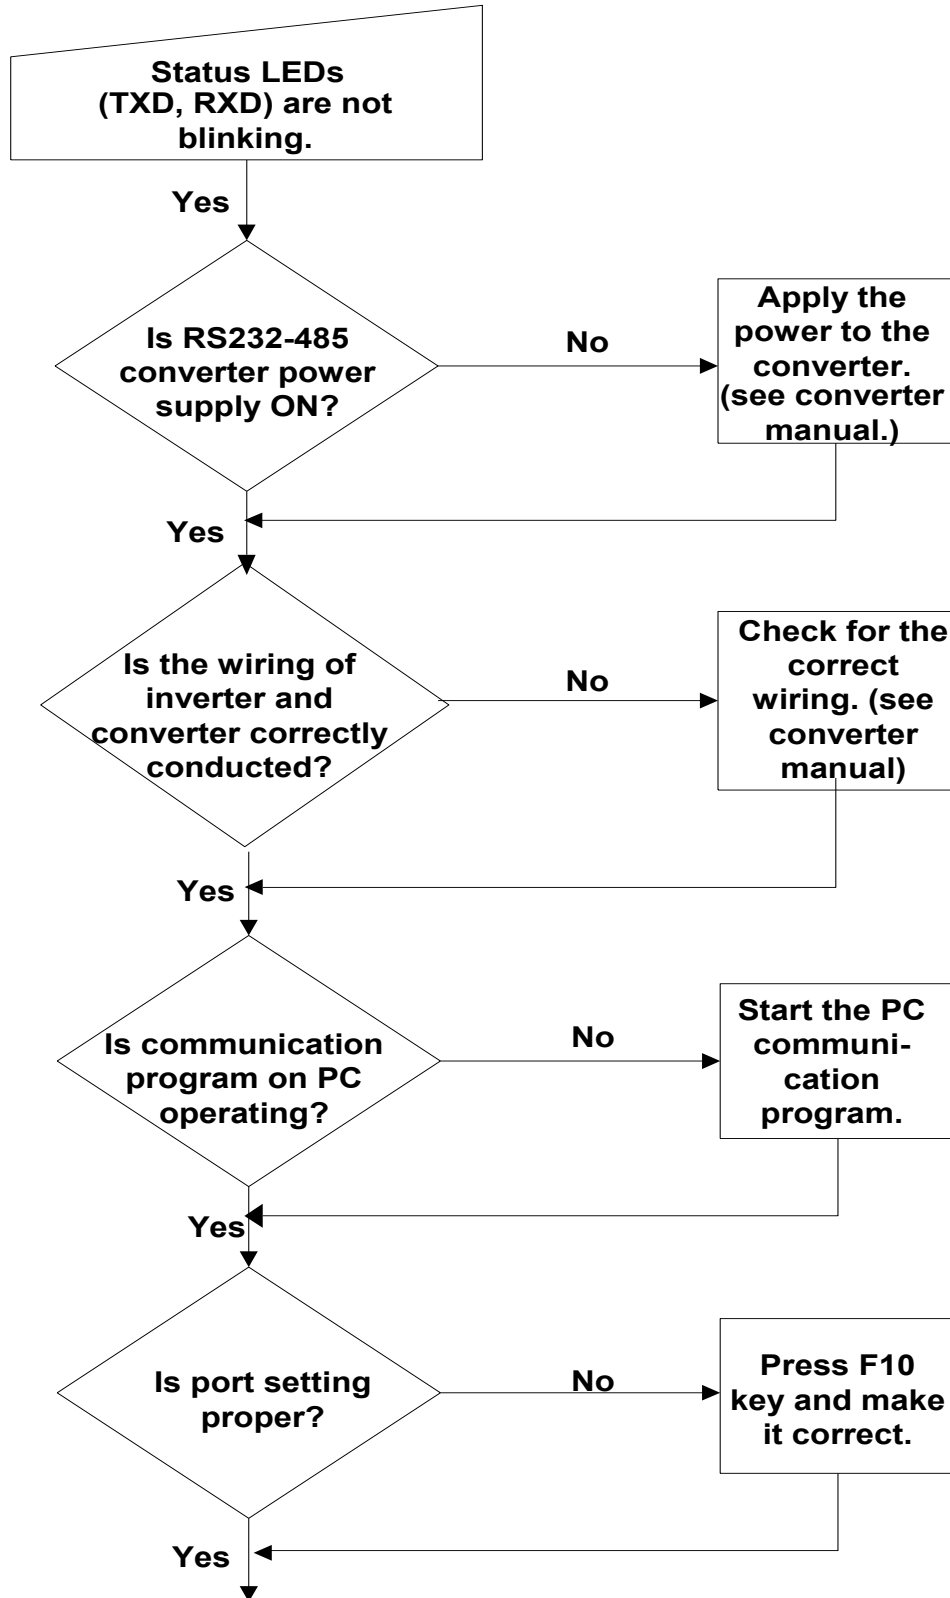 Status LEDs
(TXD, RXD) are not
blinking.
Yes
Is RS232-485
converter power
supply ON?
No
Apply the
power to the
converter.
(see converter
manual.)
Yes
Is the wiring of
inverter and
converter correctly
conducted?
No
Check for the
correct
wiring. (see
converter
manual)
Yes
Is communication
program on PC
operating?
No
Start the PC
communi-
cation
program.
Yes
Is port setting
proper?
No
Press F10
key and make
it correct.
Yes